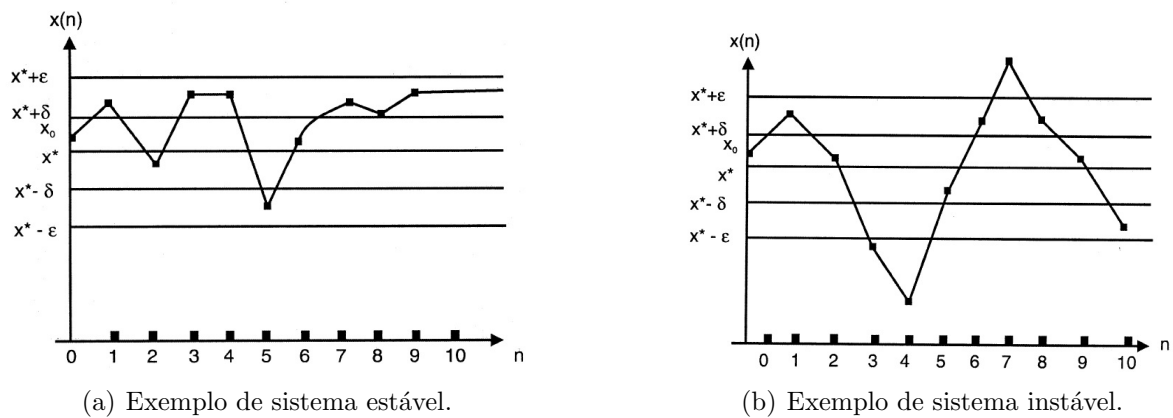 x(n)
x*+ε
x*+δ
x₀
x*
x*- δ
x* - ε
0 1 2 3 4 5 6 7 8 9 10 n
(a) Exemplo de sistema estável.
x(n)
x*+ε
x*+δ
x₀
x*
x*- δ
x* - ε
0 1 2 3 4 5 6 7 8 9 10 n
(b) Exemplo de sistema instável.